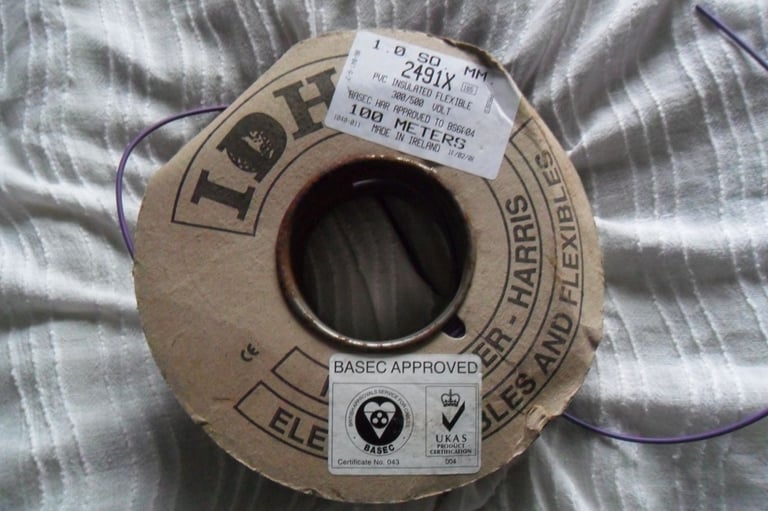 1.0 SQ MM
2491X
PVC INSULATED FLEXIBLE
300/500 VOLT
BASEC HAR APPROVED TO BS6004
100 METERS
MADE IN IRELAND
IDH
HARRIS
AND FLEXIBLES
CE
BASEC APPROVED
BASEC
Certificate No. 043
UKAS
PRODUCT
CERTIFICATION
004